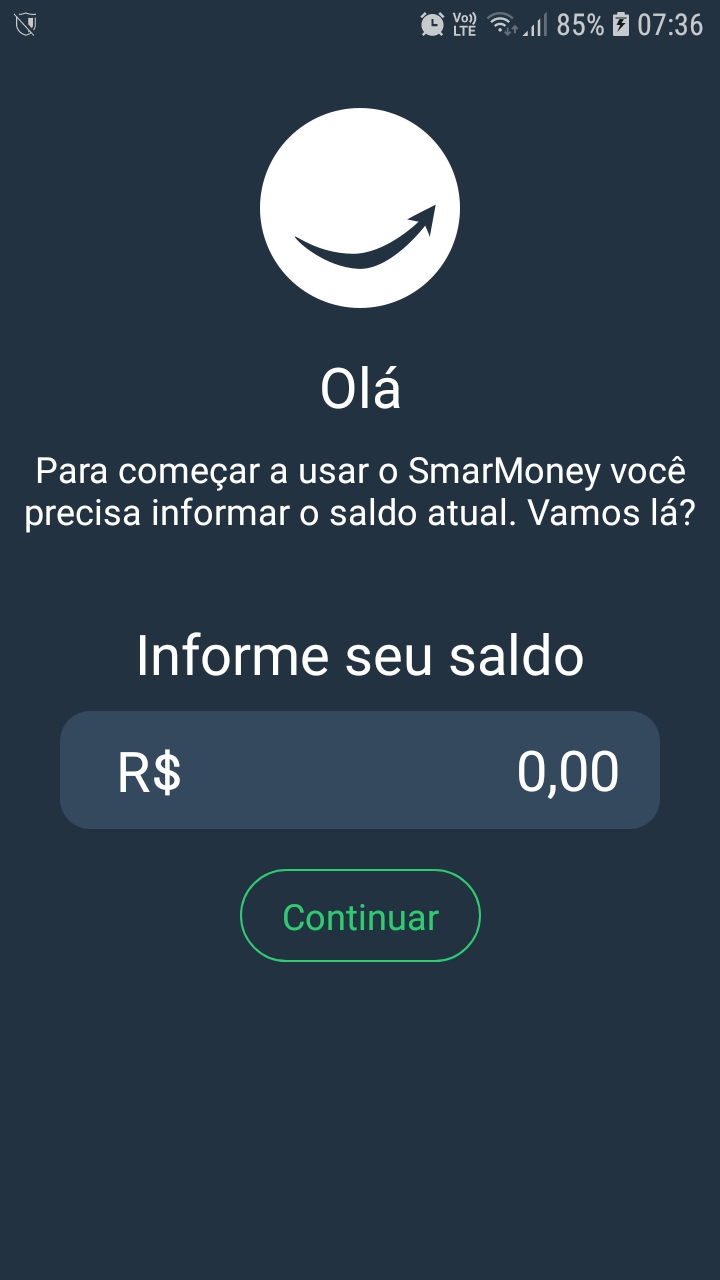 Vo)) LTE 85% 07:36
Olá
Para começar a usar o SmarMoney você
precisa informar o saldo atual. Vamos lá?
Informe seu saldo
R$ 0,00
Continuar